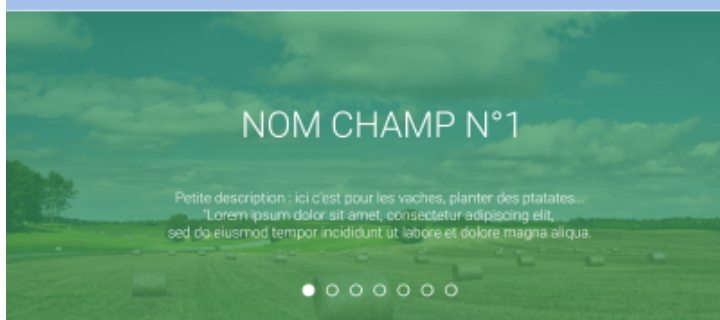 NOM CHAMP N°1
Petite description : ici c'est pour les vaches, planter des ptatates...
"Lorem ipsum dolor sit amet, consectetur adipiscing elit,
sed do eiusmod tempor incididunt ut labore et dolore magna aliqua.